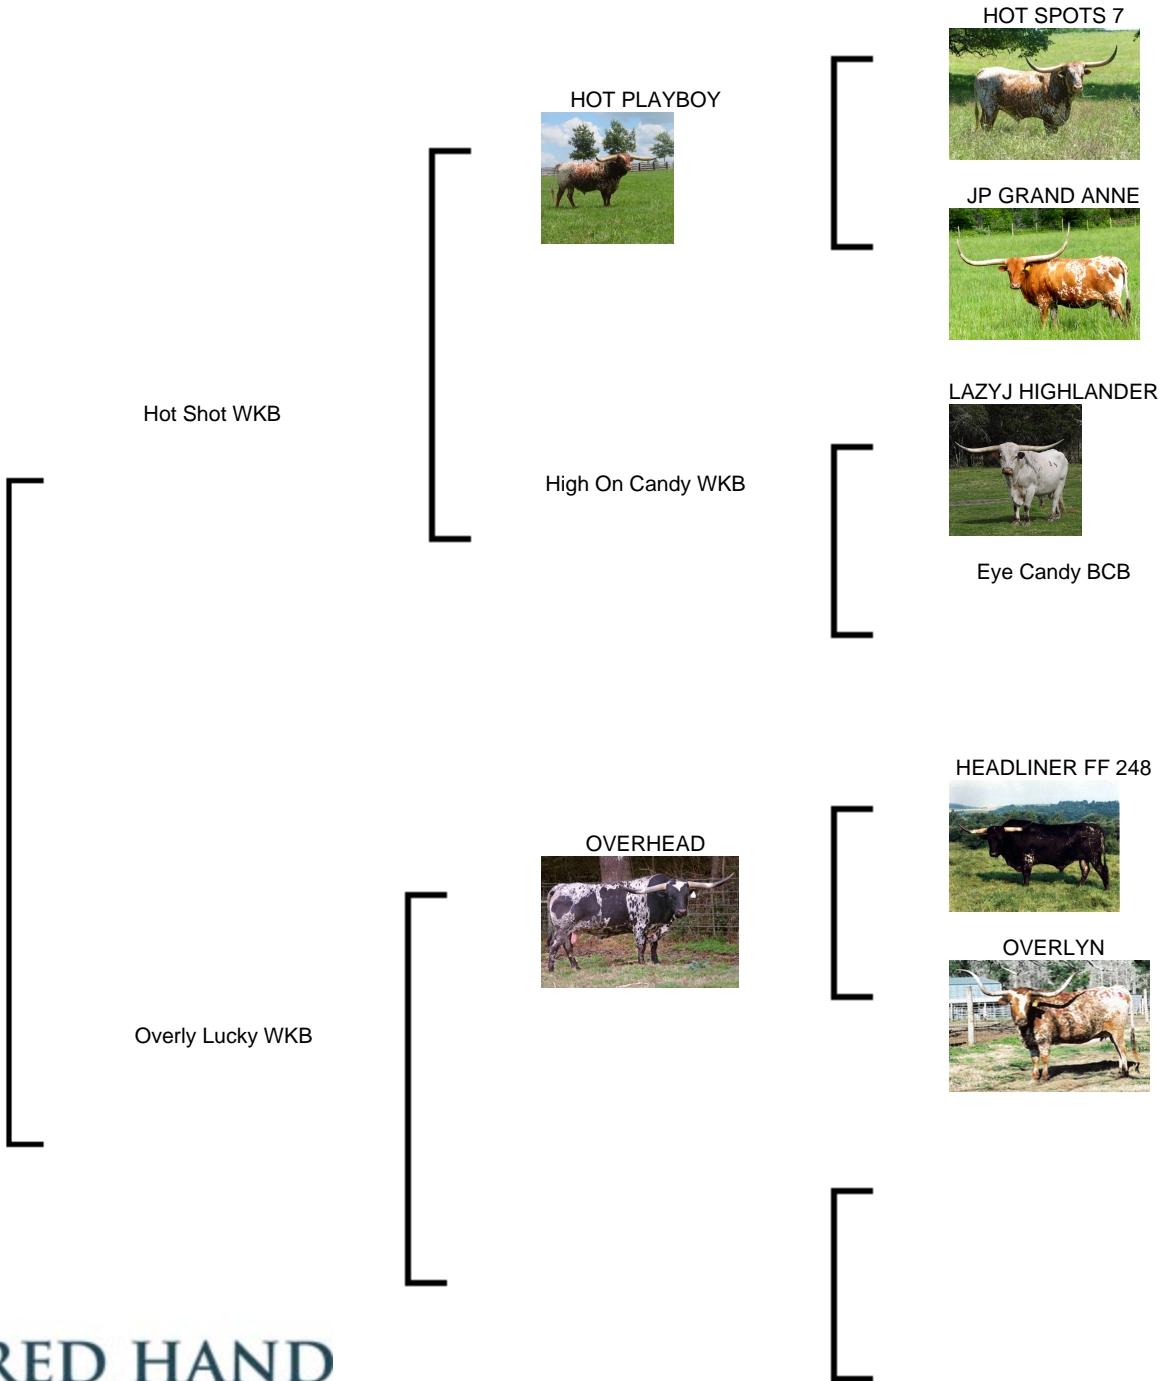 HOT SPOTS 7
HOT PLAYBOY
JP GRAND ANNE
LAZYJ HIGHLANDER
Hot Shot WKB
High On Candy WKB
Eye Candy BCB
HEADLINER FF 248
OVERHEAD
OVERLYN
Overly Lucky WKB
RED HAND